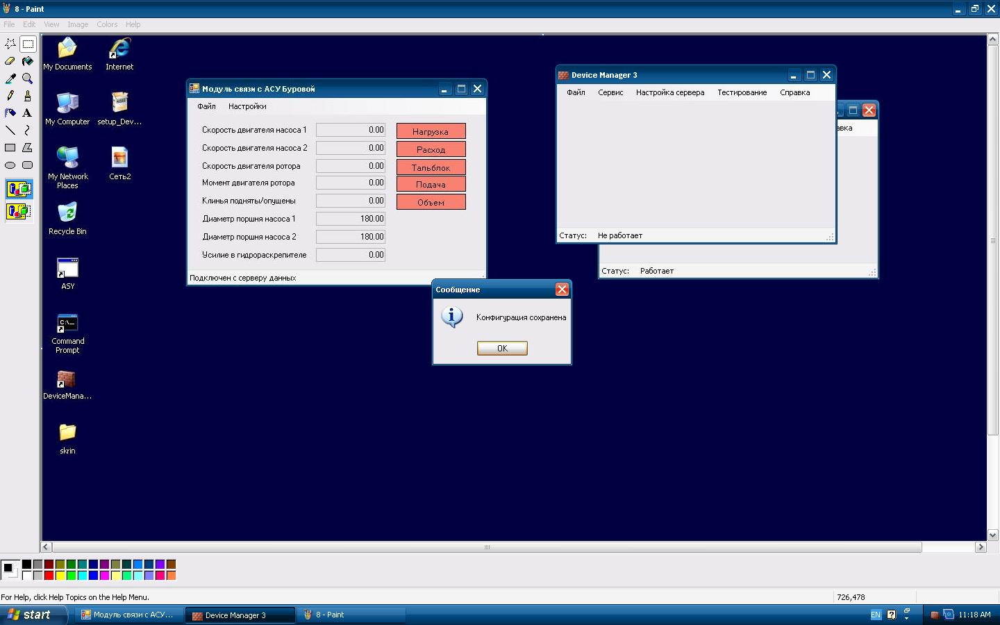 8 - Paint
File Edit View Image Colors Help
My Documents
Internet
My Computer
setup_Dev...
My Network
Places
Сеть2
Recycle Bin
ASY
Command
Prompt
DeviceMana...
skrin
Модуль связи с АСУ Буровой
Файл Настройки
Скорость двигателя насоса 1 0.00 Нагрузка
Скорость двигателя насоса 2 0.00 Расход
Скорость двигателя ротора 0.00 Тальблок
Момент двигателя ротора 0.00 Подача
Клинья подняты/опущены 0.00 Объем
Диаметр поршня насоса 1 180.00
Диаметр поршня насоса 2 180.00
Усилие в гидрораскрепителе 0.00
Подключен с серверу данных
Device Manager 3
Файл Сервис Настройка сервера Тестирование Справка
Статус: Не работает
авка
Статус: Работает
Сообщение
Конфигурация сохранена
OK
For Help, click Help Topics on the Help Menu.
726,478
start
Модуль связи с АСУ...
Device Manager 3
8 - Paint
EN
11:18 AM